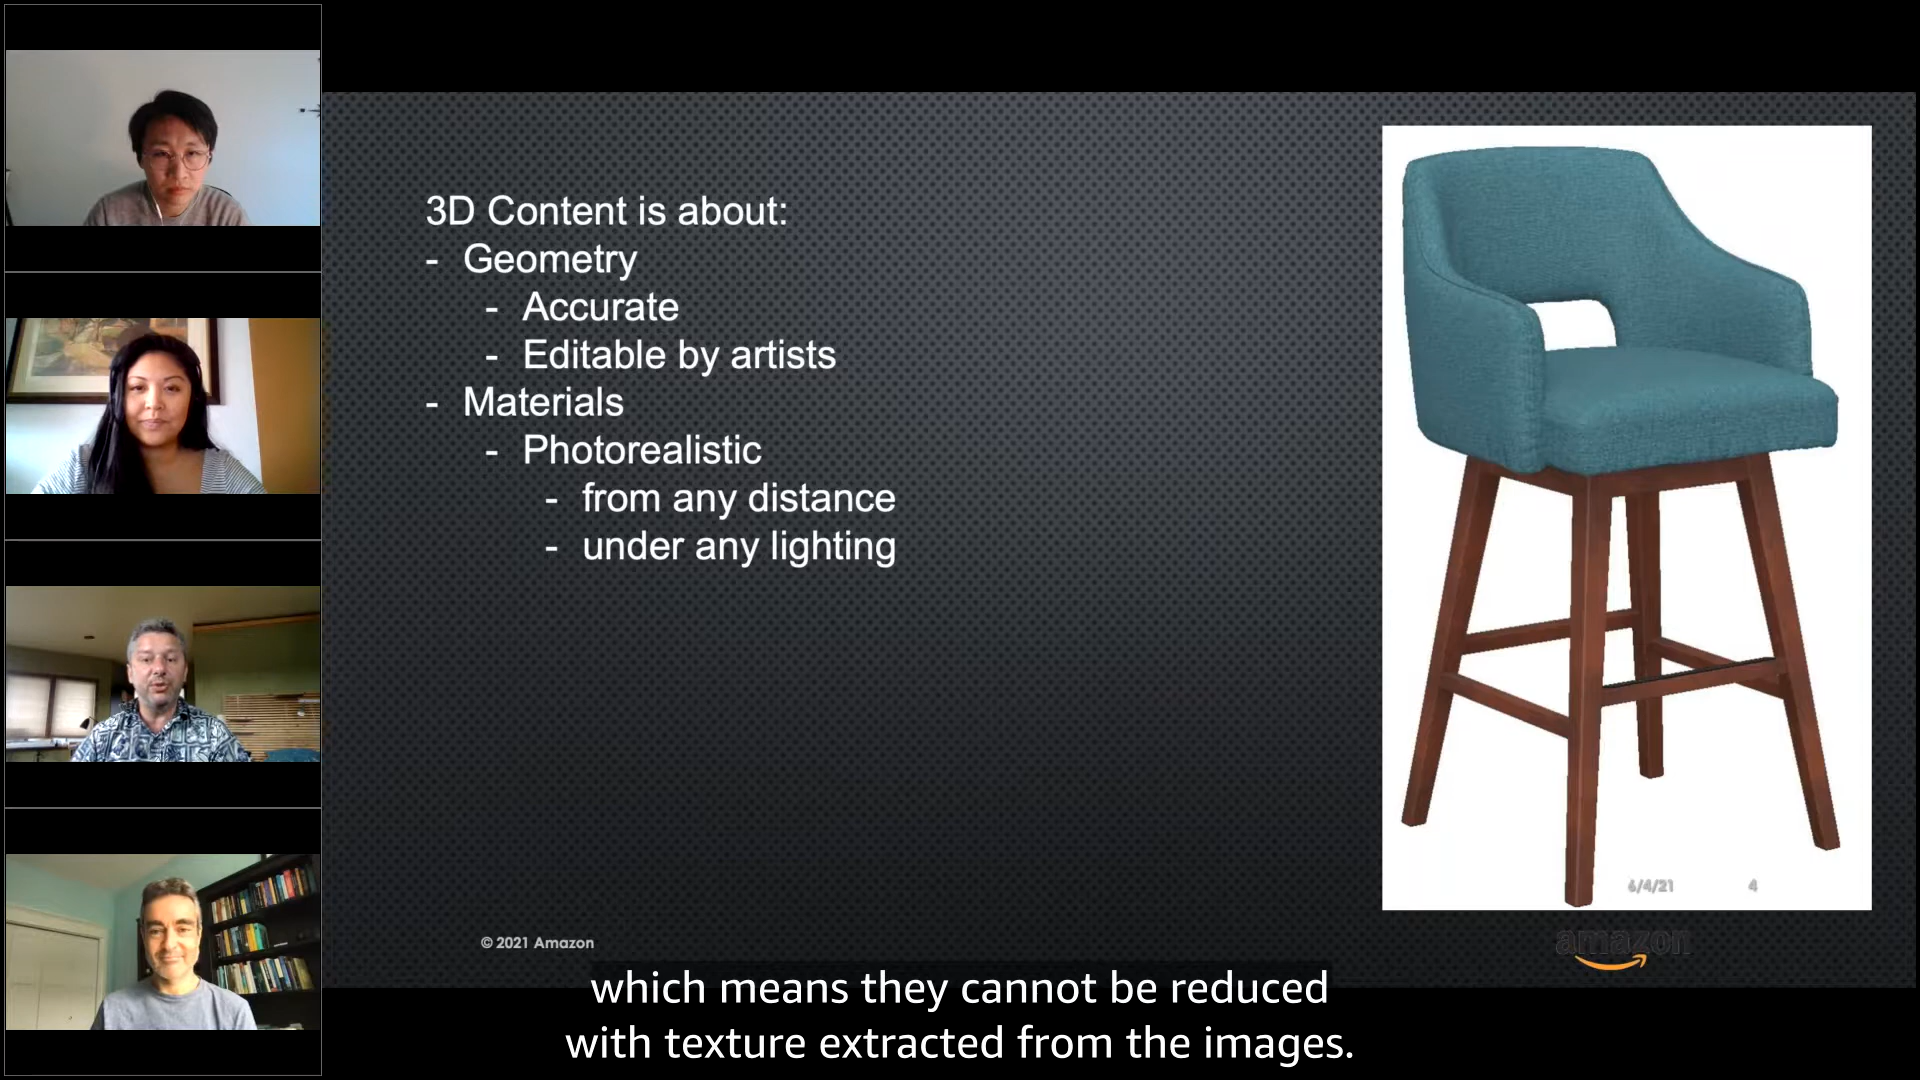 3D Content is about:
- Geometry
- Accurate
- Editable by artists
- Materials
- Photorealistic
- from any distance
- under any lighting
6/4/21 4
© 2021 Amazon
amazon
which means they cannot be reduced
with texture extracted from the images.